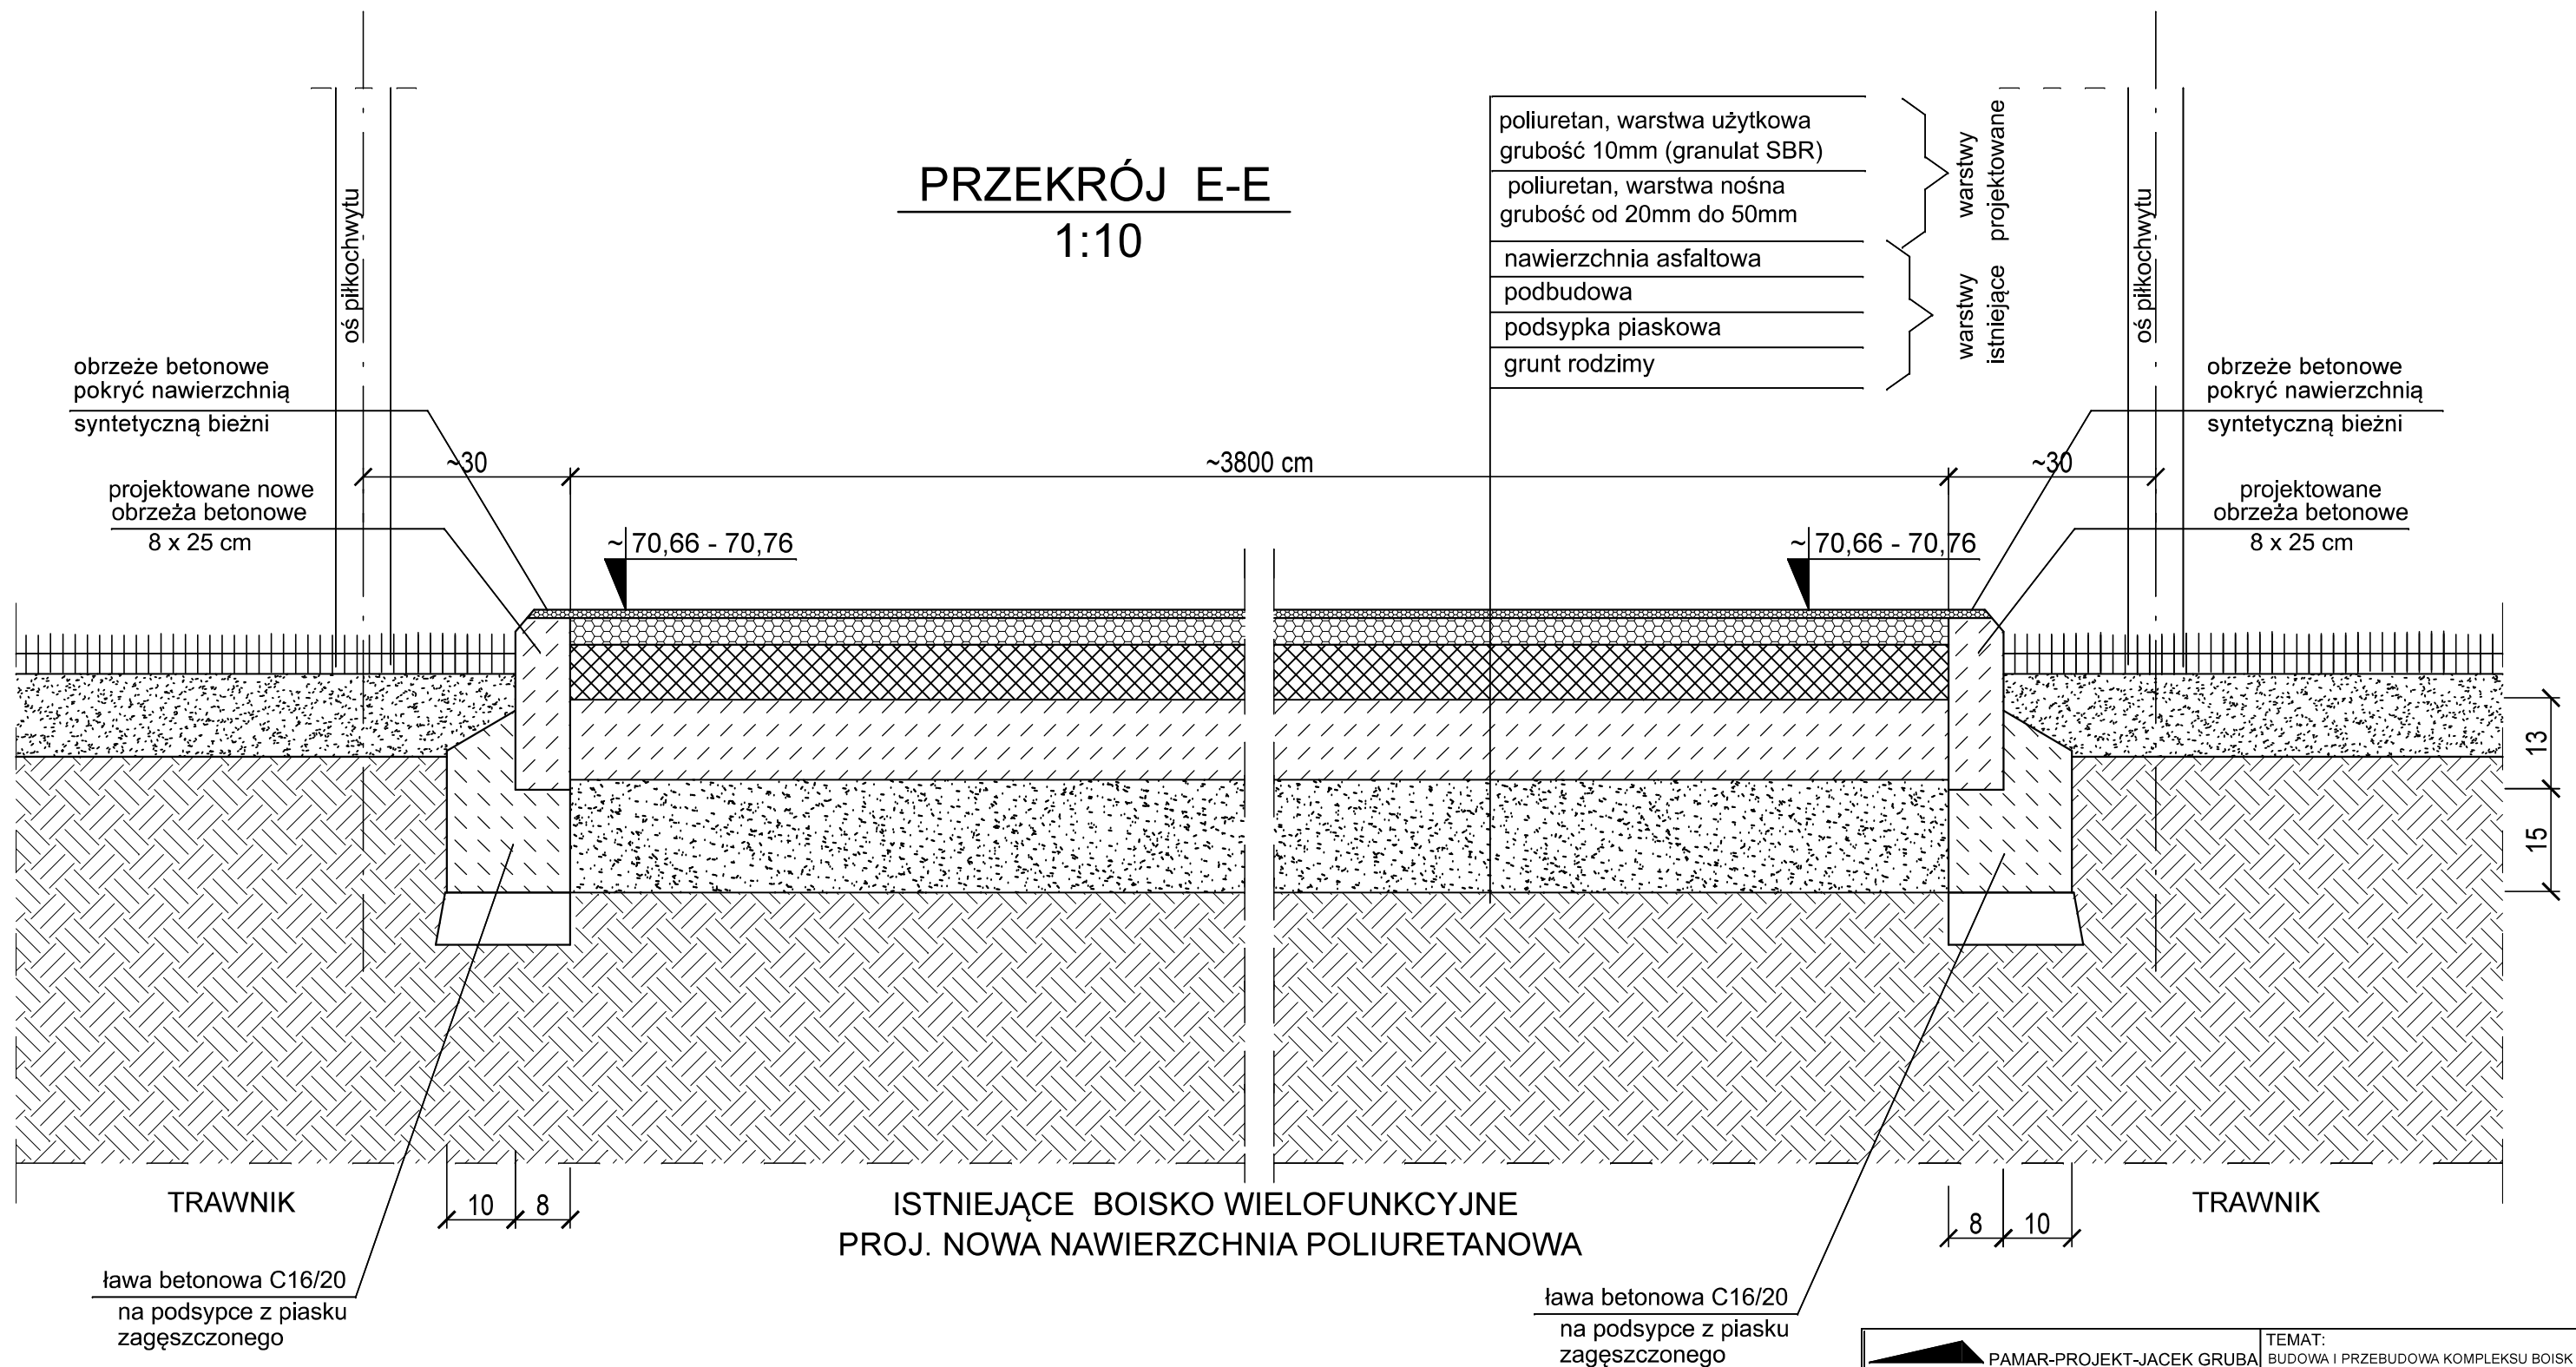 PRZEKRÓJ E-E
1:10
poliuretan, warstwa użytkowa
grubość 10mm (granulat SBR)
poliuretan, warstwa nośna
grubość od 20mm do 50mm
nawierzchnia asfaltowa
podbudowa
podsypka piaskowa
grunt rodzimy
warstwy
projektowane
warstwy
istniejące
oś piłkochwytu
oś piłkochwytu
obrzeże betonowe
pokryć nawierzchnią
syntetyczną bieżni
obrzeże betonowe
pokryć nawierzchnią
syntetyczną bieżni
~30
~3800 cm
~30
projektowane nowe
obrzeża betonowe
8 x 25 cm
projektowane
obrzeża betonowe
8 x 25 cm
~ 70,66 - 70,76
~ 70,66 - 70,76
13
15
TRAWNIK
10 8
ISTNIEJĄCE BOISKO WIELOFUNKCYJNE
PROJ. NOWA NAWIERZCHNIA POLIURETANOWA
8 10
TRAWNIK
ława betonowa C16/20
na podsypce z piasku
zagęszczonego
ława betonowa C16/20
na podsypce z piasku
zagęszczonego
PAMAR-PROJEKT-JACEK GRUBA
TEMAT:
BUDOWA I PRZEBUDOWA KOMPLEKSU BOISK